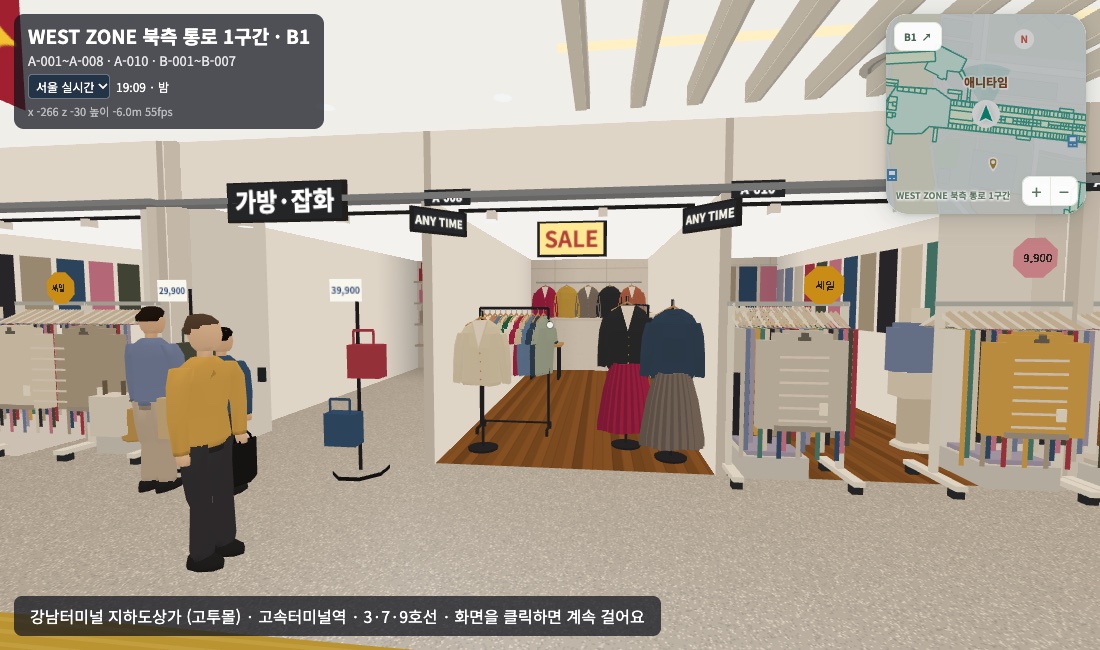 WEST ZONE 북측 통로 1구간 · B1
A-001~A-008 · A-010 · B-001~B-007
서울 실시간
19:09 · 밤
x -266 z -30 높이 -6.0m 55fps
B1 ↗
N
애니타임
WEST ZONE 북측 통로 1구간
+ −
가방·잡화
ANY TIME
SALE
ANY TIME
세일
29,900
39,900
세일
9,900
강남터미널 지하도상가 (고투몰) · 고속터미널역 · 3·7·9호선 · 화면을 클릭하면 계속 걸어요